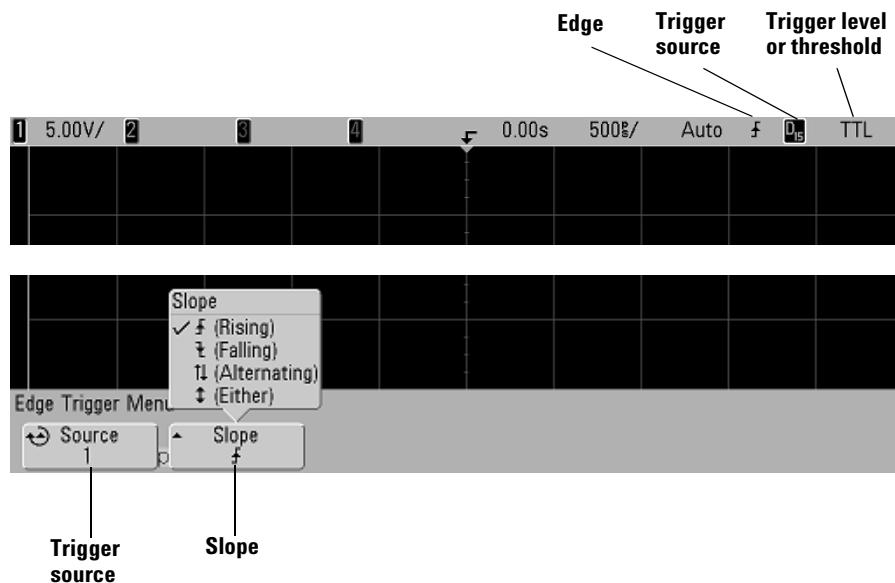 Edge
Trigger source
Trigger level or threshold
1 5.00V/ 2 3 4 0.00s 500 / Auto D15 TTL
Slope
✓ (Rising)
(Falling)
↑↓ (Alternating)
↕ (Either)
Edge Trigger Menu
Source
1
Slope
Trigger source
Slope